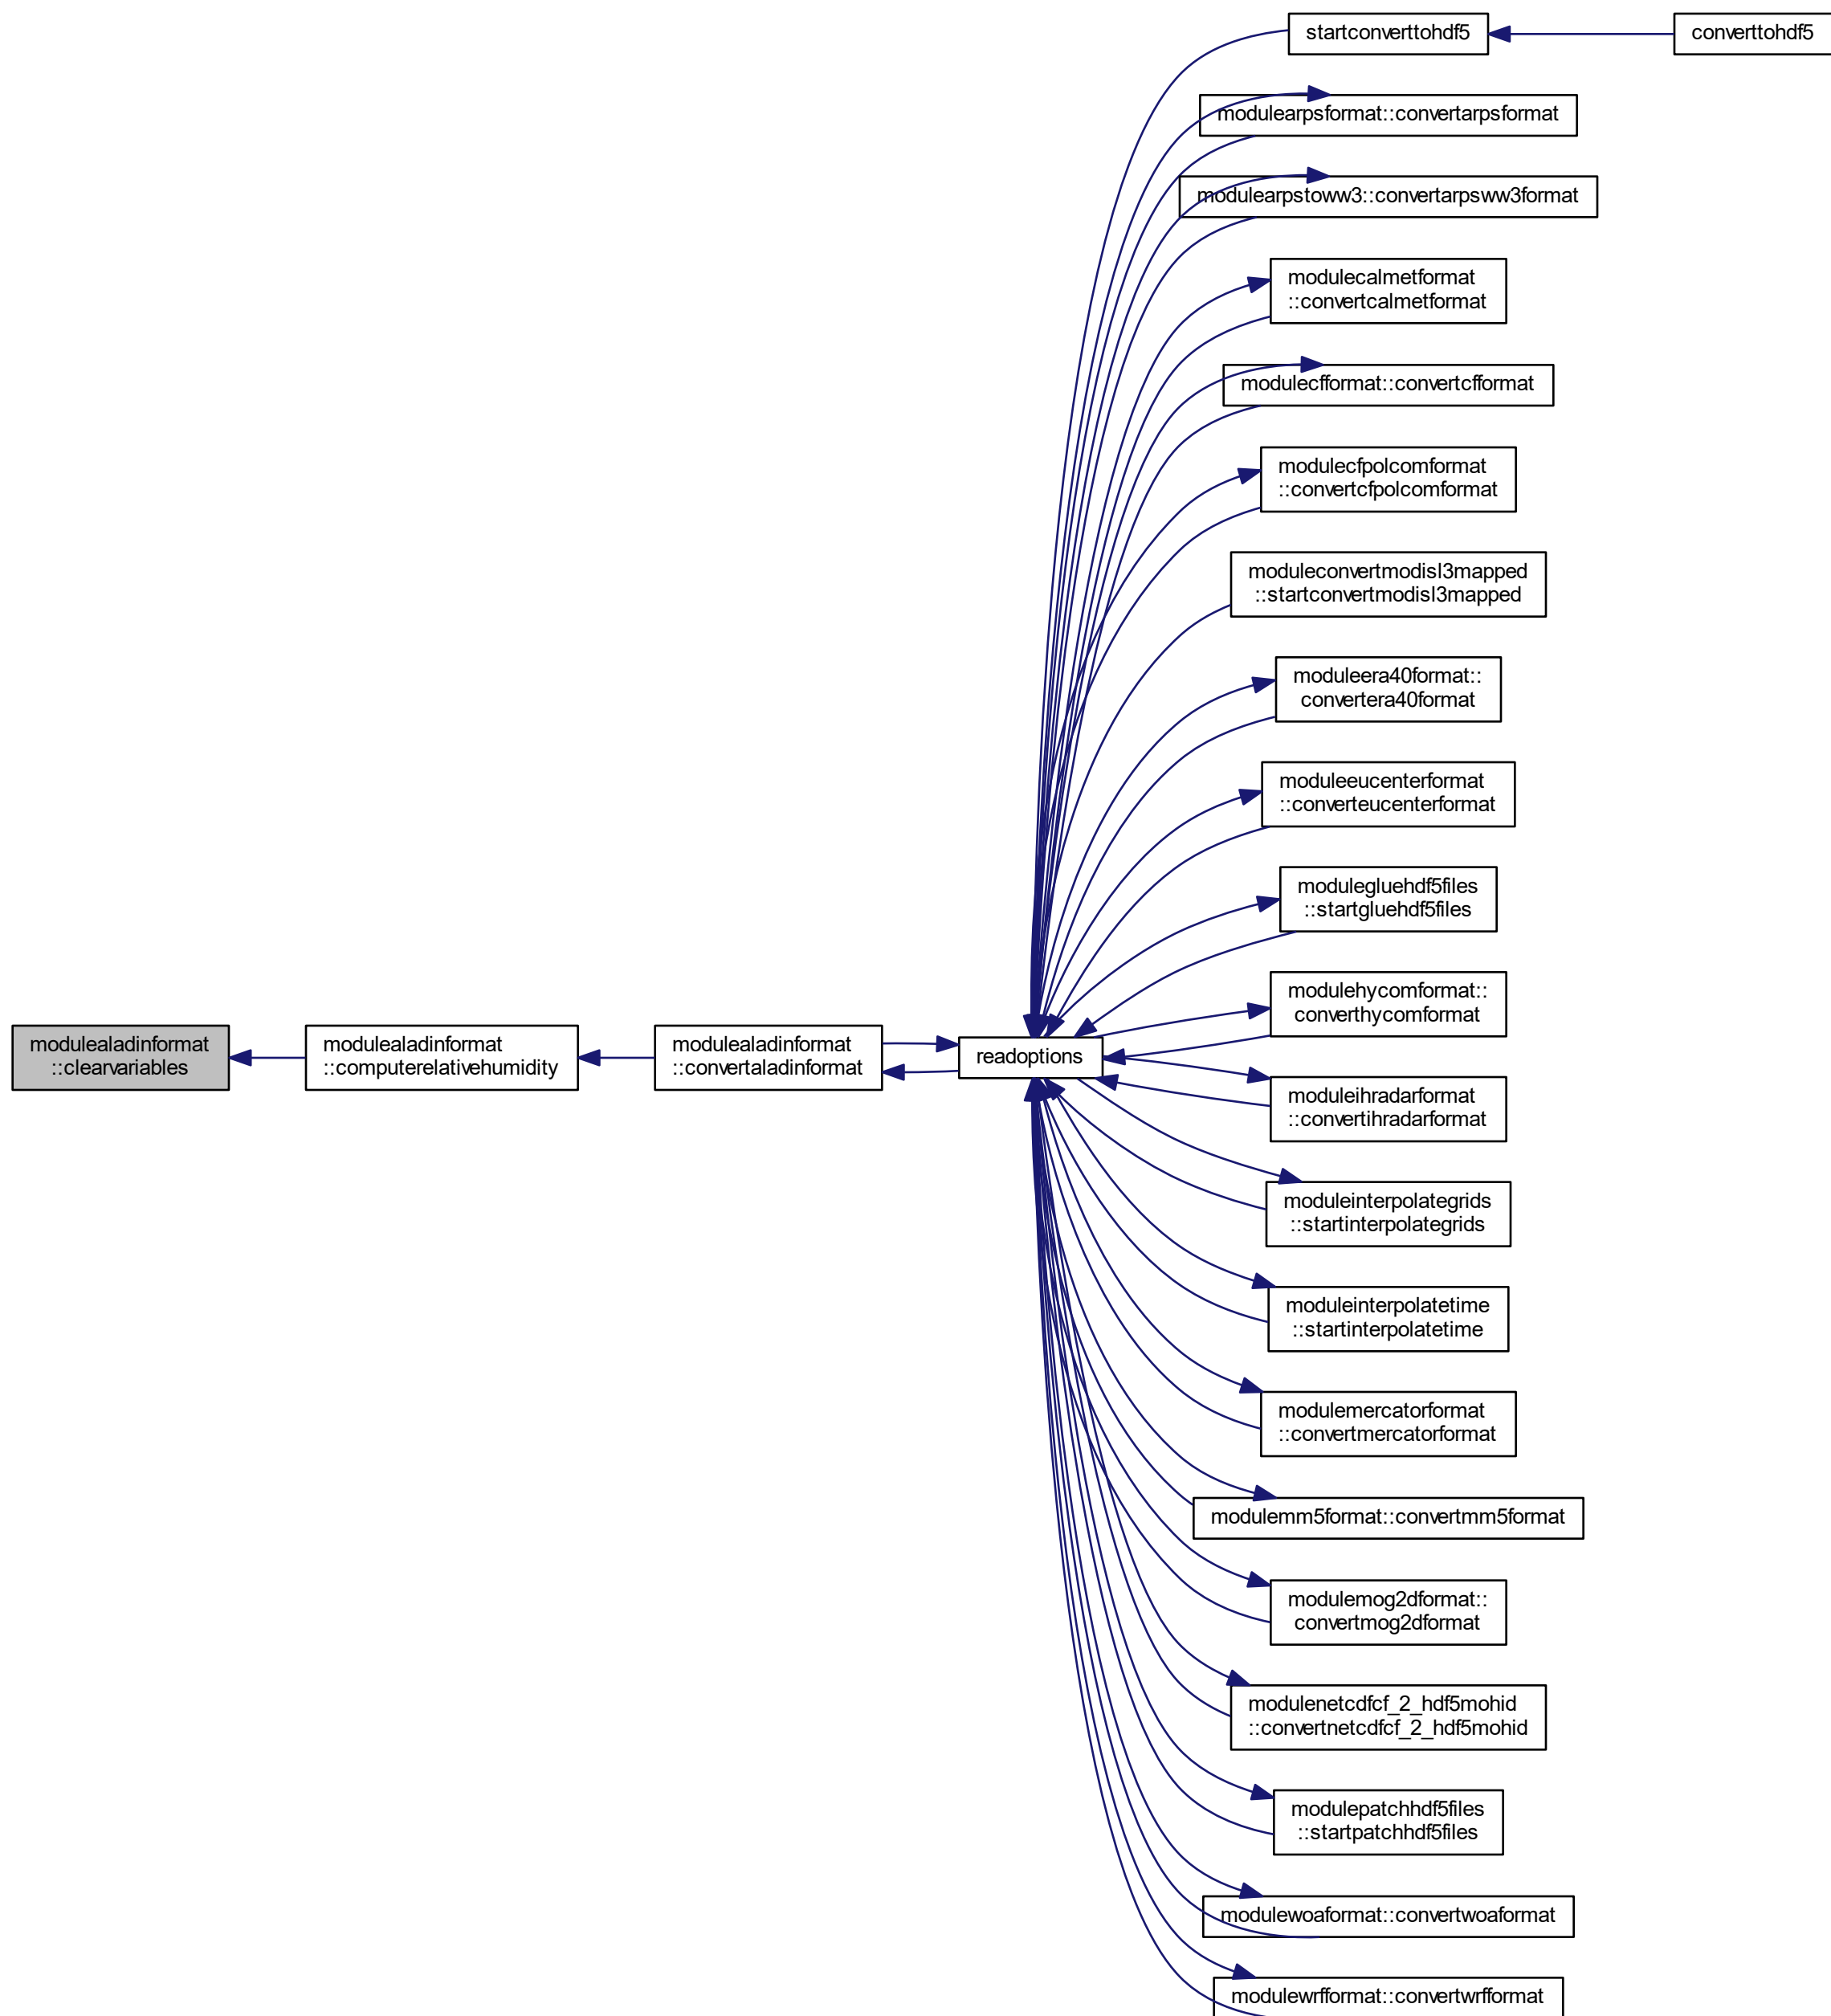 startconverttohdf5
converttohdf5
modulearpsformat::convertarpsformat
modulearpstoww3::convertarpsww3format
modulecalmetformat
::convertcalmetformat
modulecfformat::convertcfformat
modulecfpolcomformat
::convertcfpolcomformat
moduleconvertmodisl3mapped
::startconvertmodisl3mapped
moduleera40format::
convertera40format
moduleeucenterformat
::converteucenterformat
modulegluehdf5files
::startgluehdf5files
modulehycomformat::
converthycomformat
modulealadinformat
::clearvariables
modulealadinformat
::computerelativehumidity
modulealadinformat
::convertaladinformat
readoptions
moduleihradarformat
::convertihradarformat
moduleinterpolategrids
::startinterpolategrids
moduleinterpolatetime
::startinterpolatetime
modulemercatorformat
::convertmercatorformat
modulemm5format::convertmm5format
modulemog2dformat::
convertmog2dformat
modulenetcdfcf_2_hdf5mohid
::convertnetcdfcf_2_hdf5mohid
modulepatchhdf5files
::startpatchhdf5files
modulewoaformat::convertwoaformat
modulewrfformat::convertwrfformat